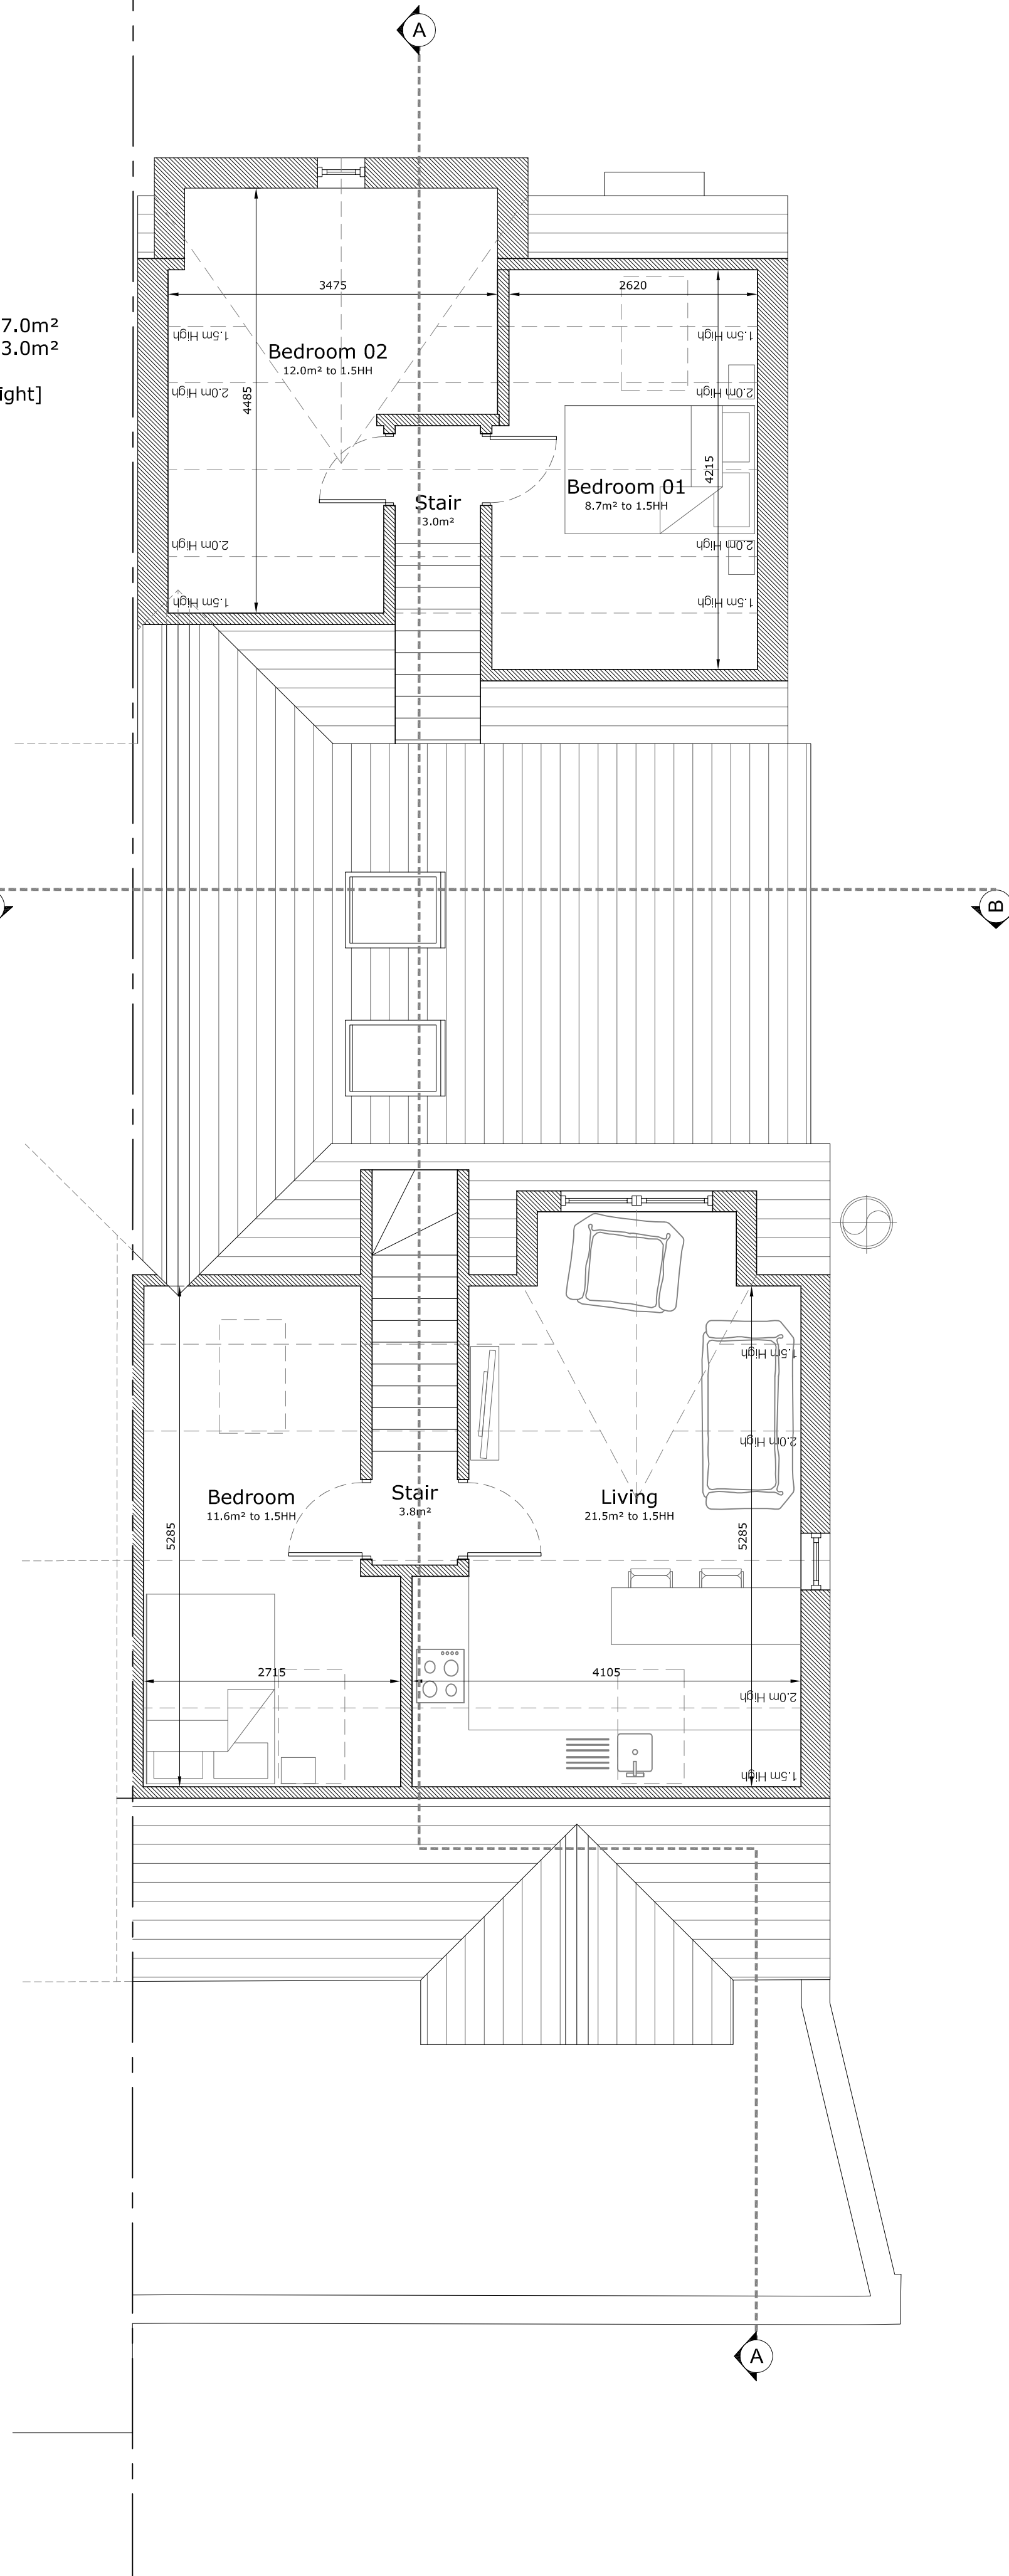 A
7.0m²
3.0m²
ight]
3475
2620
1.5m High
1.5m High
Bedroom 02
12.0m² to 1.5HH
2.0m High
2.0m High
4485
4215
Bedroom 01
8.7m² to 1.5HH
Stair
3.0m²
2.0m High
2.0m High
1.5m High
1.5m High
B
1.5m High
2.0m High
Bedroom
11.6m² to 1.5HH
Stair
3.8m²
Living
21.5m² to 1.5HH
5285
5285
2715
4105
2.0m High
1.5m High
A